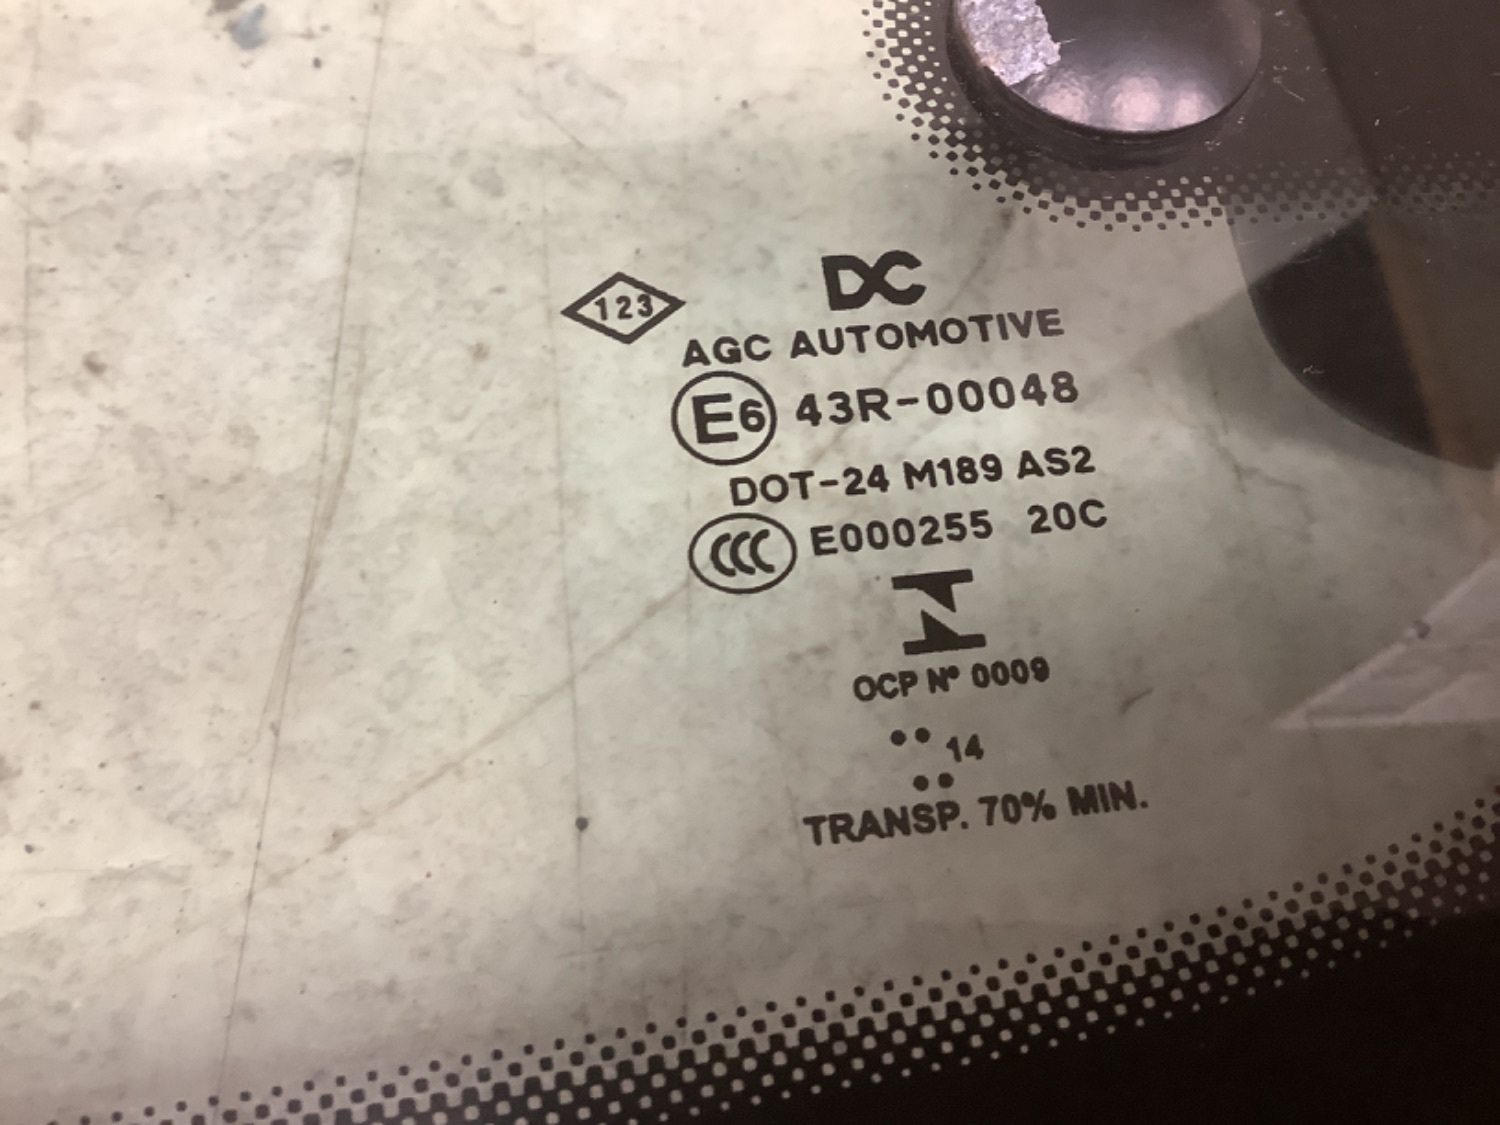 DC
123
AGC AUTOMOTIVE
E6 43R-00048
DOT-24 M189 AS2
CCC E000255 20C
OCP Nº 0009
•• 14
••
TRANSP. 70% MIN.